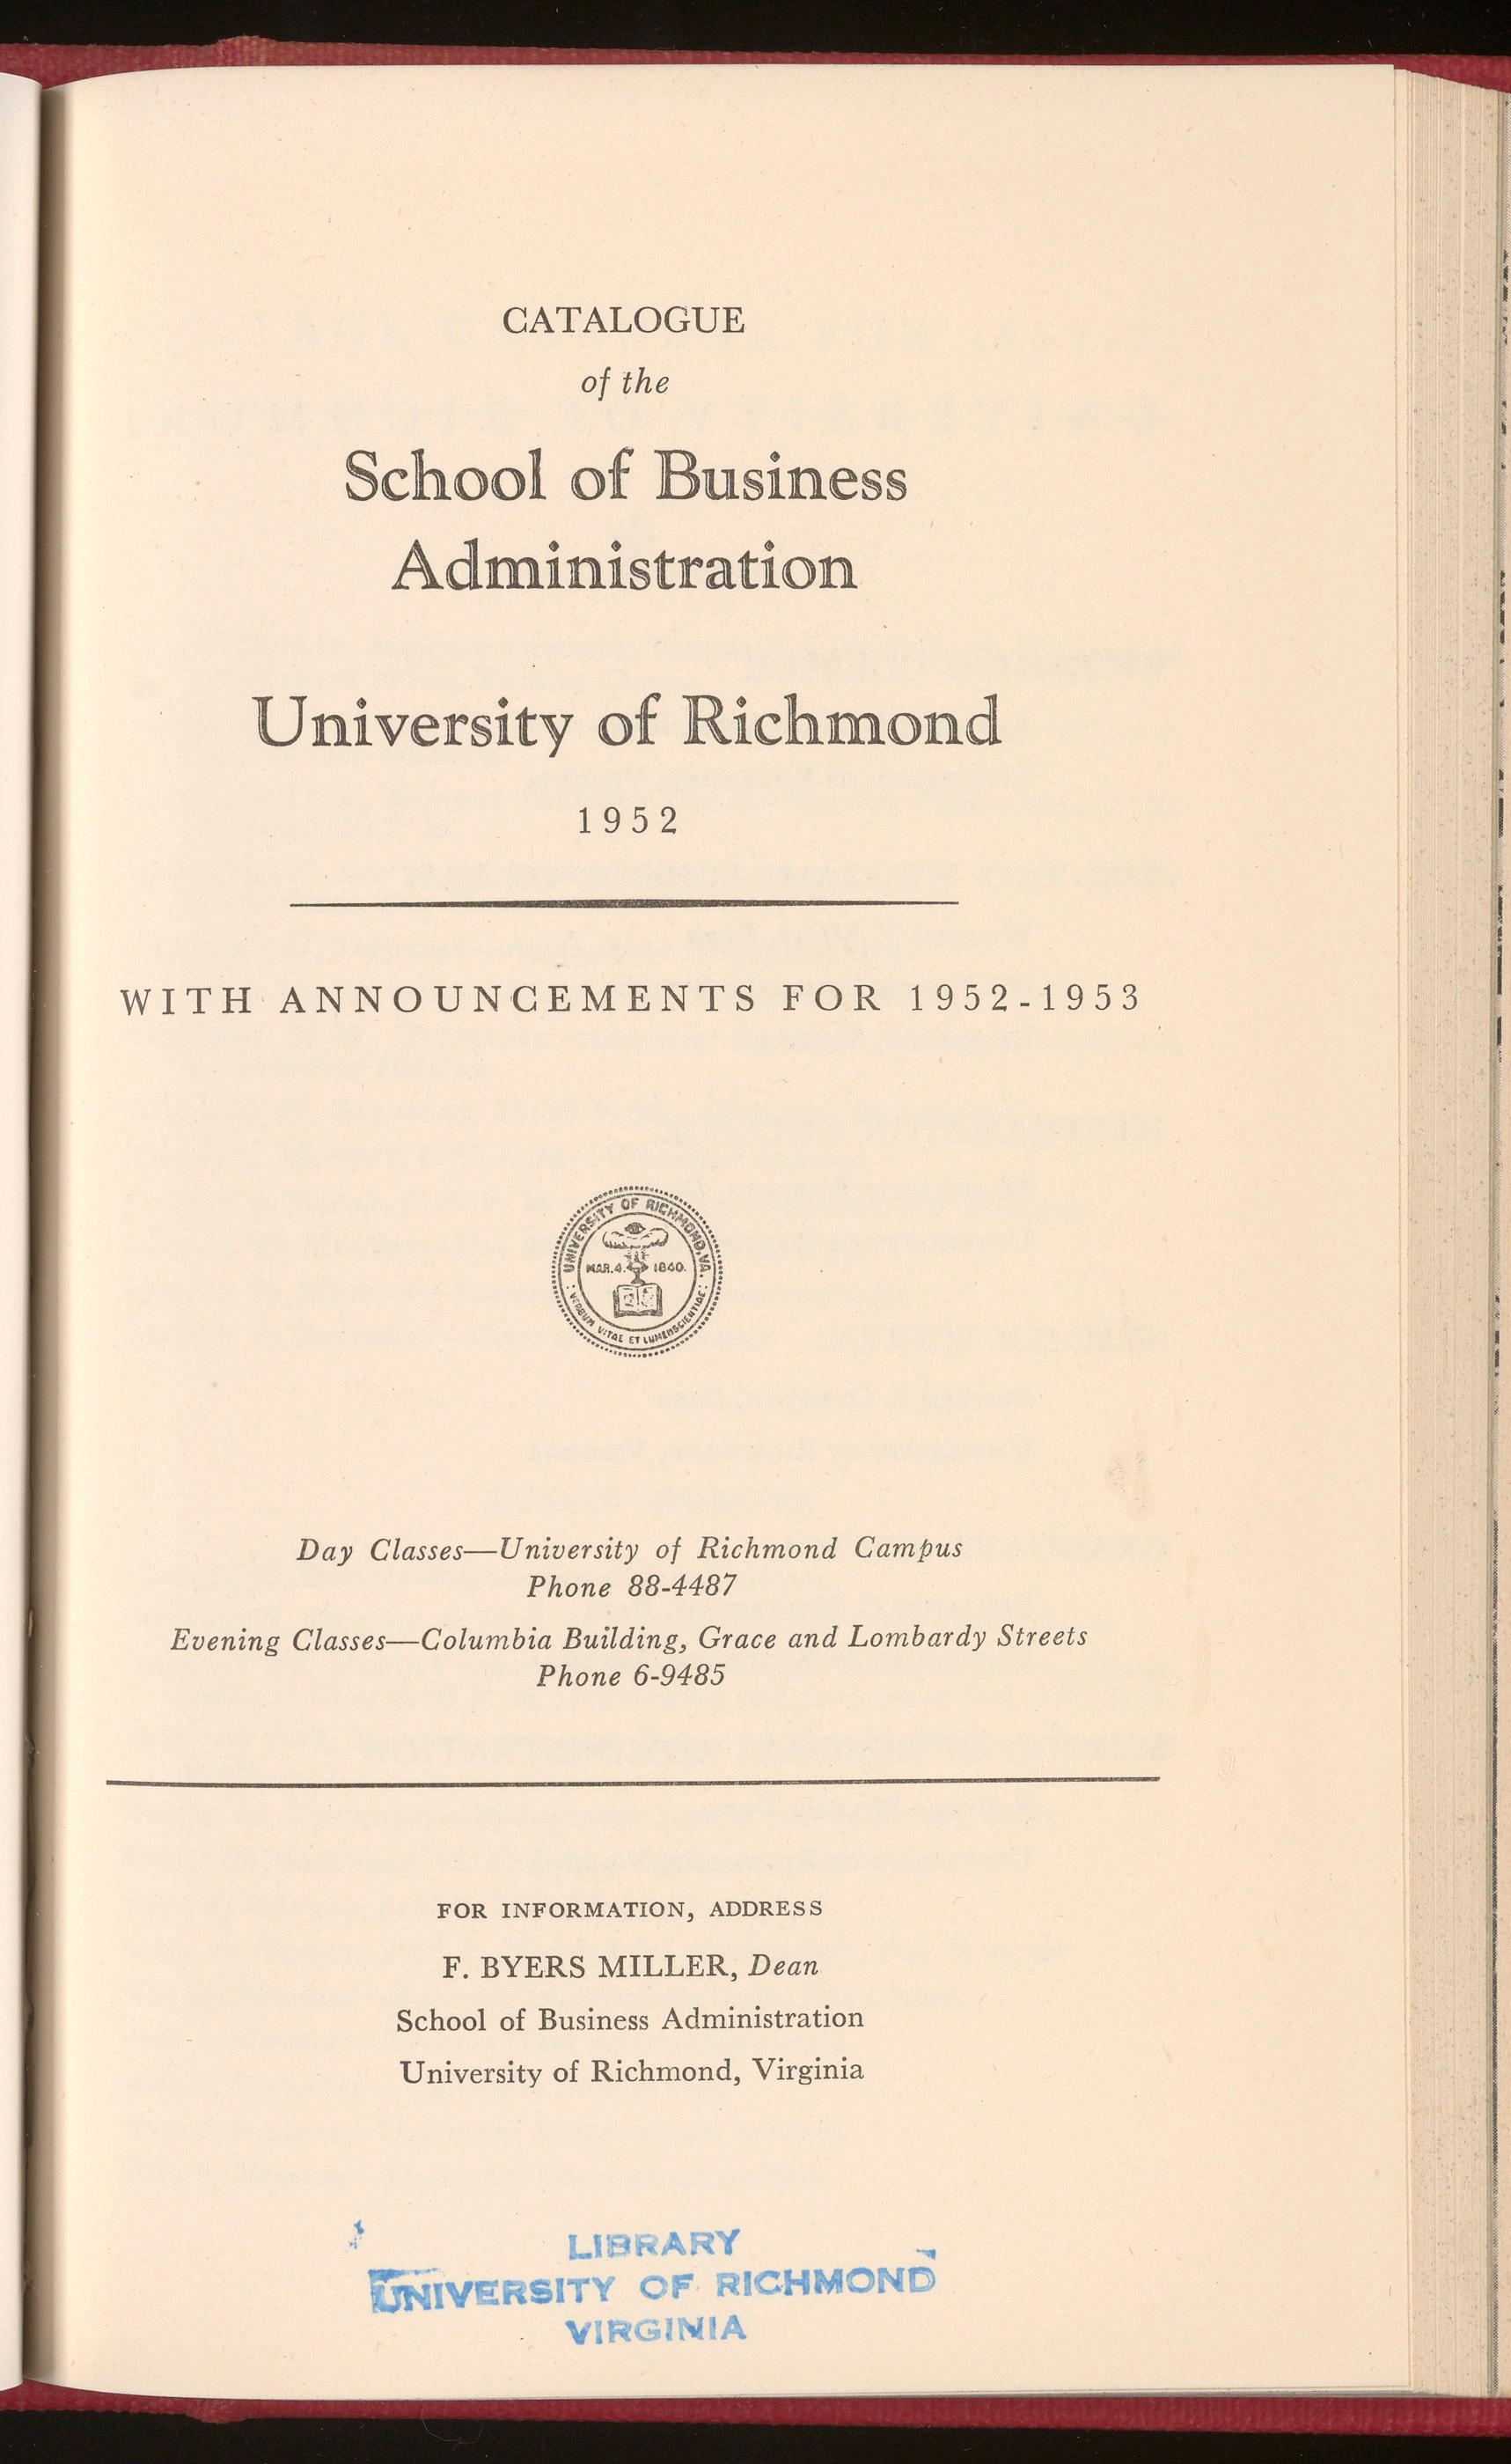 CATALOGUE
of the
School of Business
Administration
University of Richmond
1952
WITH ANNOUNCEMENTS FOR 1952-1953
UNIVERSITY OF RICHMOND, VA.
MAR. 4. 1840.
: VERBUM VITAE ET LUMEN SCIENTIAE :
Day Classes—University of Richmond Campus
Phone 88-4487
Evening Classes—Columbia Building, Grace and Lombardy Streets
Phone 6-9485
FOR INFORMATION, ADDRESS
F. BYERS MILLER, Dean
School of Business Administration
University of Richmond, Virginia
LIBRARY
UNIVERSITY OF RICHMOND
VIRGINIA